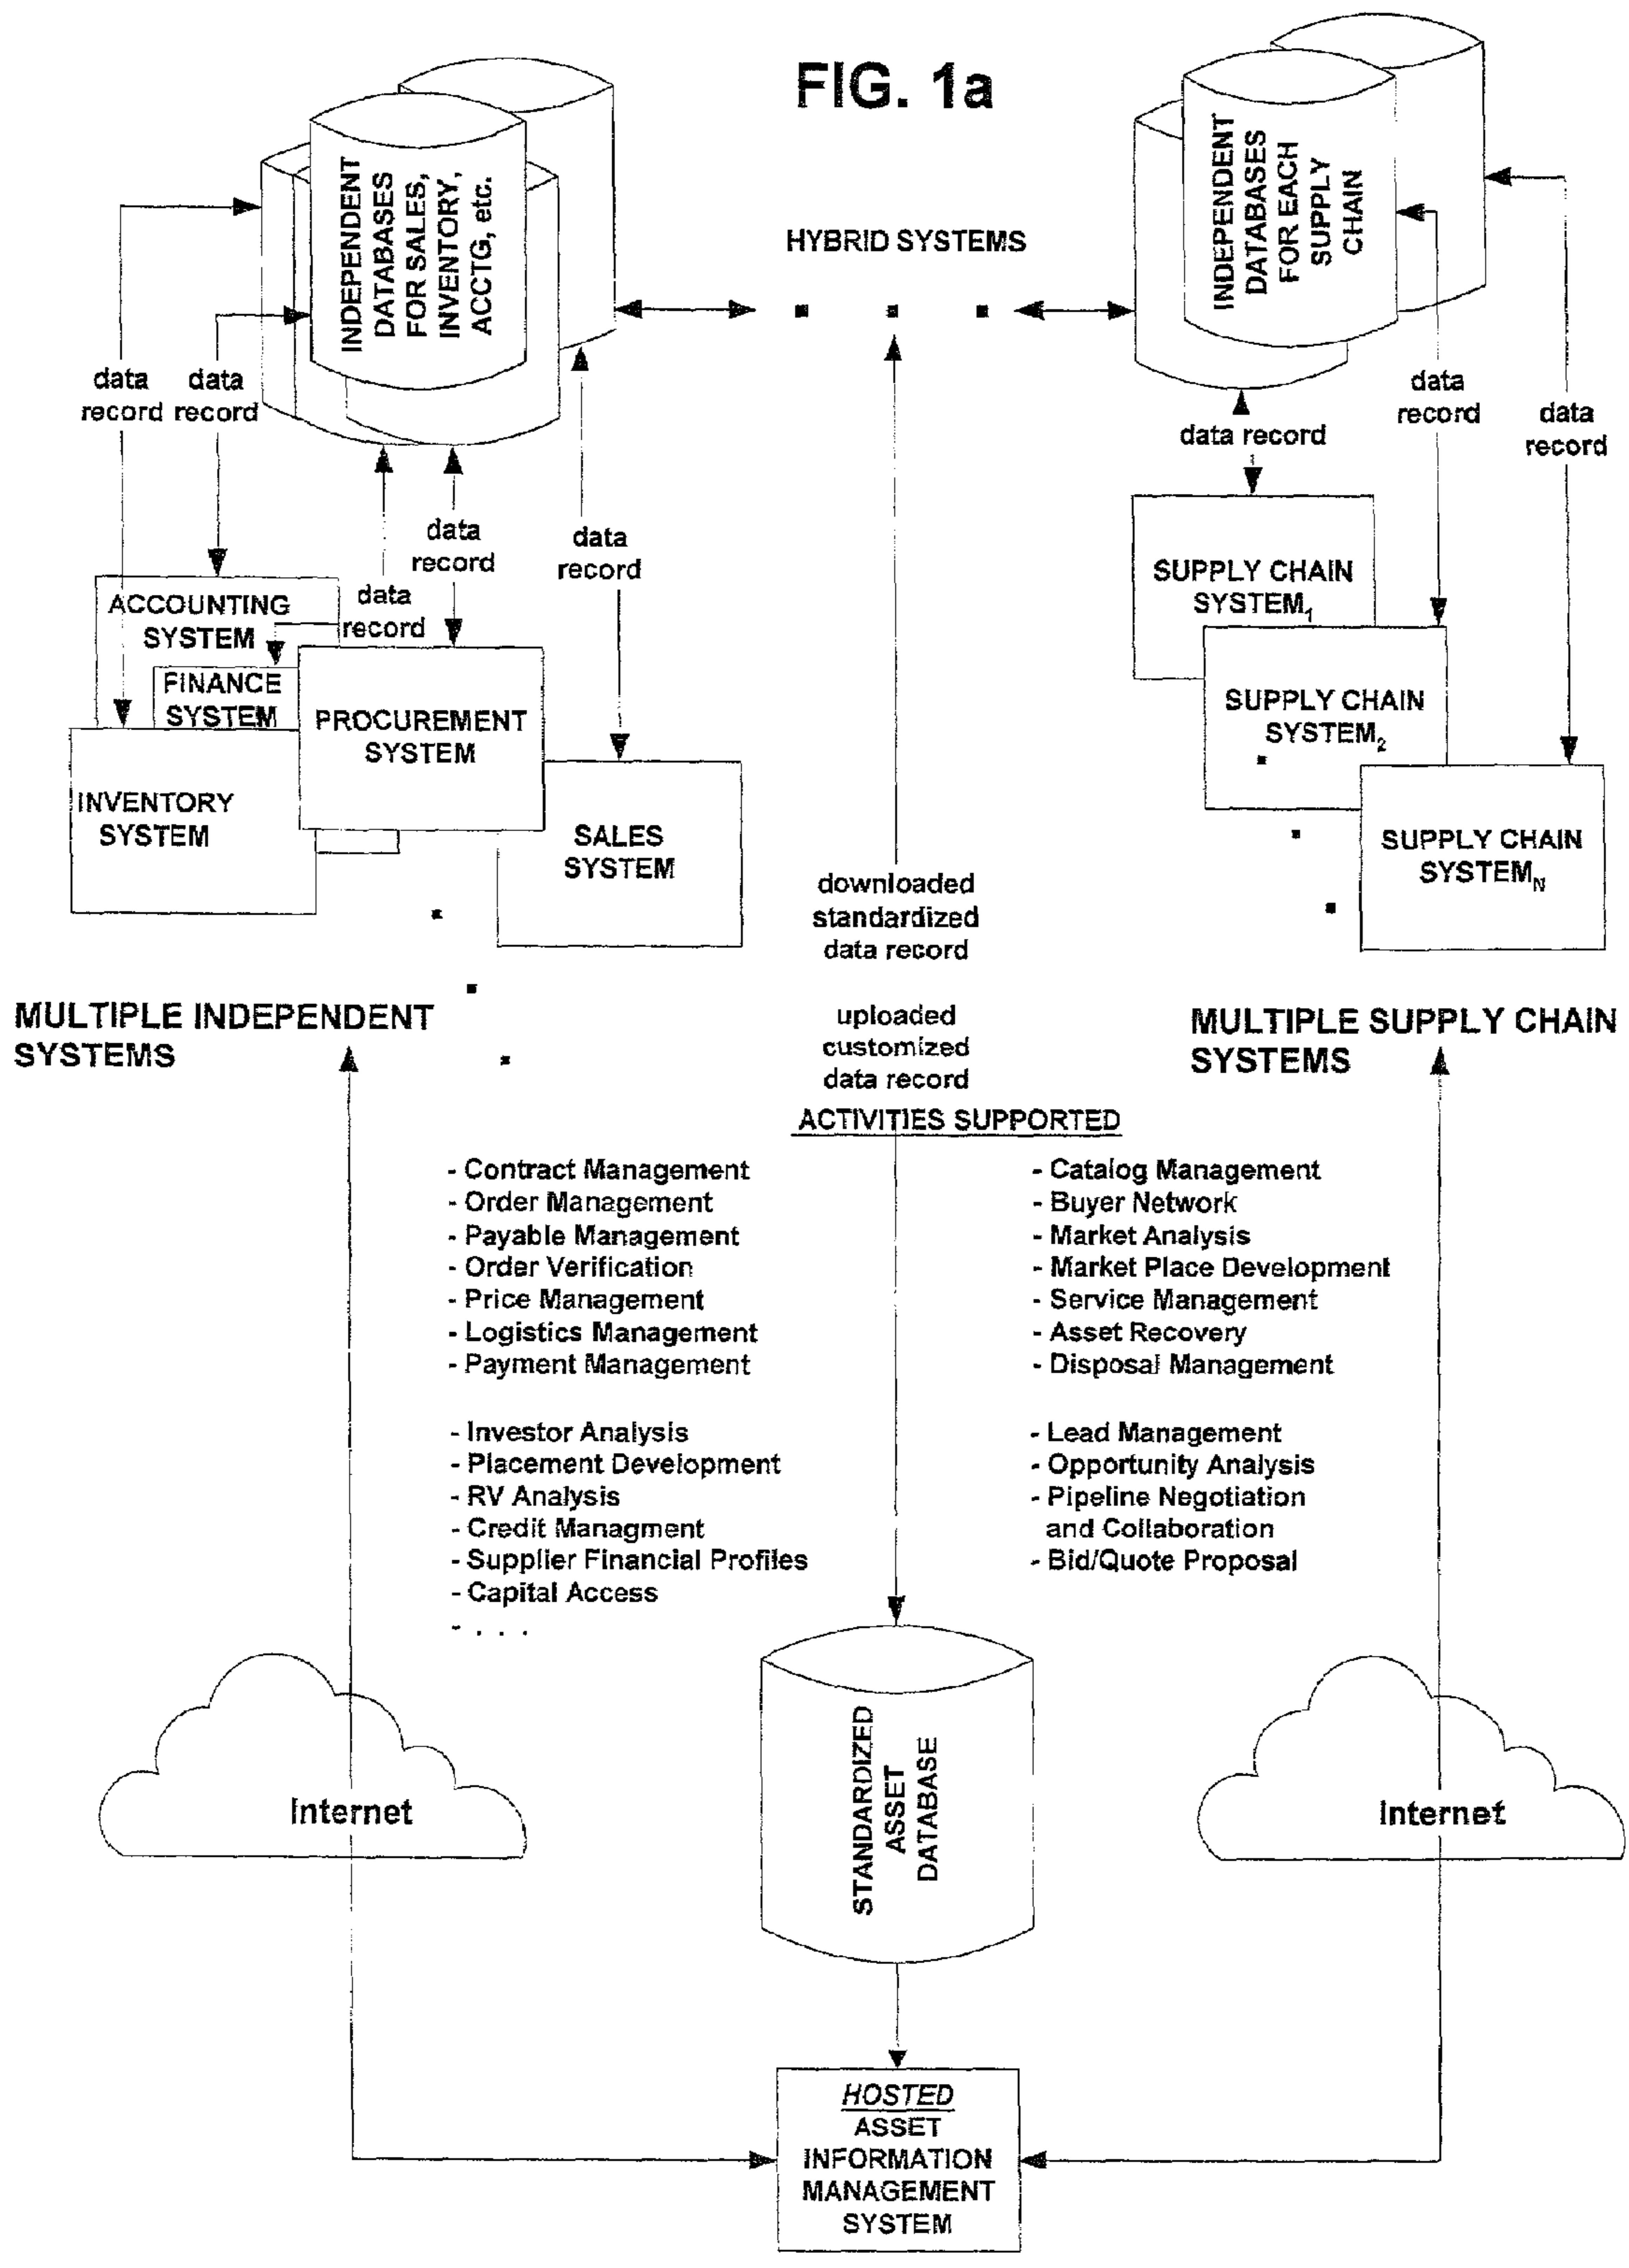 FIG. 1a
INDEPENDENT
DATABASES
FOR SALES,
INVENTORY,
ACCTG, etc.
INDEPENDENT
DATABASES
FOR EACH
SUPPLY
CHAIN
HYBRID SYSTEMS
data
record
data
record
data
record
data
record
data
record
data record
data
record
data
record
ACCOUNTING
SYSTEM
FINANCE
SYSTEM
PROCUREMENT
SYSTEM
INVENTORY
SYSTEM
SALES
SYSTEM
SUPPLY CHAIN
SYSTEM1
SUPPLY CHAIN
SYSTEM2
SUPPLY CHAIN
SYSTEMN
downloaded
standardized
data record
uploaded
customized
data record
MULTIPLE INDEPENDENT
SYSTEMS
MULTIPLE SUPPLY CHAIN
SYSTEMS
ACTIVITIES SUPPORTED
- Contract Management
- Order Management
- Payable Management
- Order Verification
- Price Management
- Logistics Management
- Payment Management
- Investor Analysis
- Placement Development
- RV Analysis
- Credit Managment
- Supplier Financial Profiles
- Capital Access
- . . .
- Catalog Management
- Buyer Network
- Market Analysis
- Market Place Development
- Service Management
- Asset Recovery
- Disposal Management
- Lead Management
- Opportunity Analysis
- Pipeline Negotiation
and Collaboration
- Bid/Quote Proposal
Internet
STANDARDIZED
ASSET
DATABASE
Internet
HOSTED
ASSET
INFORMATION
MANAGEMENT
SYSTEM